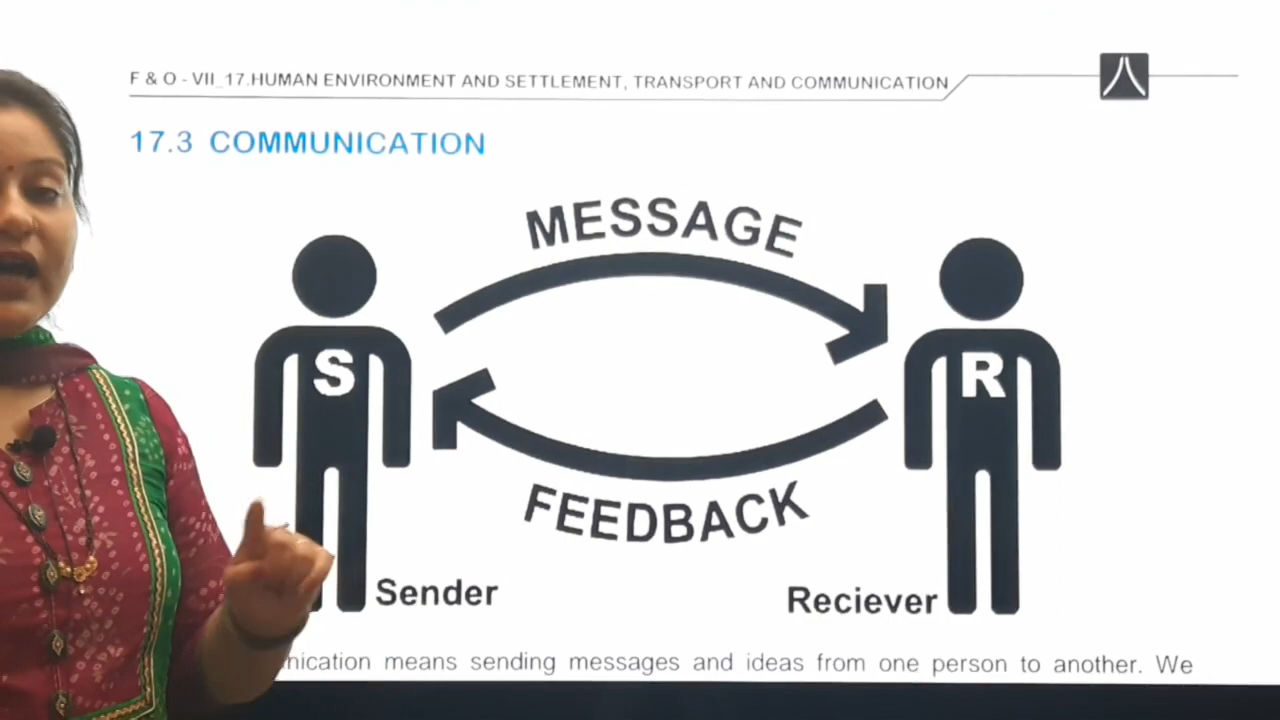 F & O - VII_17.HUMAN ENVIRONMENT AND SETTLEMENT, TRANSPORT AND COMMUNICATION
17.3 COMMUNICATION
MESSAGE
S
R
FEEDBACK
Sender
Reciever
means sending messages and ideas from one person to another. We